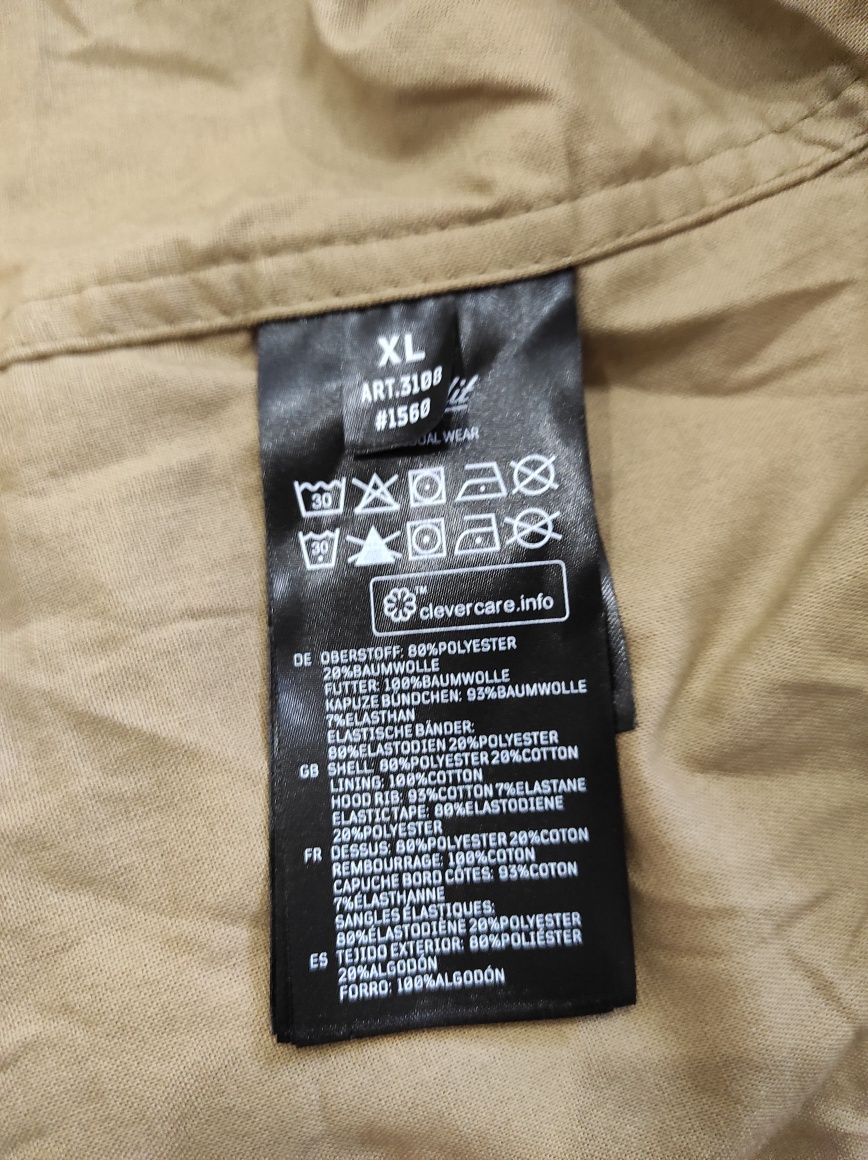 XL
ART.3108
#1560
WEAR
30
30
™
clevercare.info
DE OBERSTOFF: 80%POLYESTER
20%BAUMWOLLE
FUTTER: 100%BAUMWOLLE
KAPUZE BÜNDCHEN: 93%BAUMWOLLE
7%ELASTHAN
ELASTISCHE BÄNDER:
80%ELASTODIEN 20%POLYESTER
GB SHELL: 80%POLYESTER 20%COTTON
LINING: 100%COTTON
HOOD RIB: 93%COTTON 7%ELASTANE
ELASTIC TAPE: 80%ELASTODIENE
20%POLYESTER
FR DESSUS: 80%POLYESTER 20%COTON
REMBOURRAGE: 100%COTON
CAPUCHE BORD CÔTES: 93%COTON
7%ÉLASTHANNE
SANGLES ÉLASTIQUES:
80%ÉLASTODIÈNE 20%POLYESTER
ES TEJIDO EXTERIOR: 80%POLIÉSTER
20%ALGODÓN
FORRO: 100%ALGODÓN